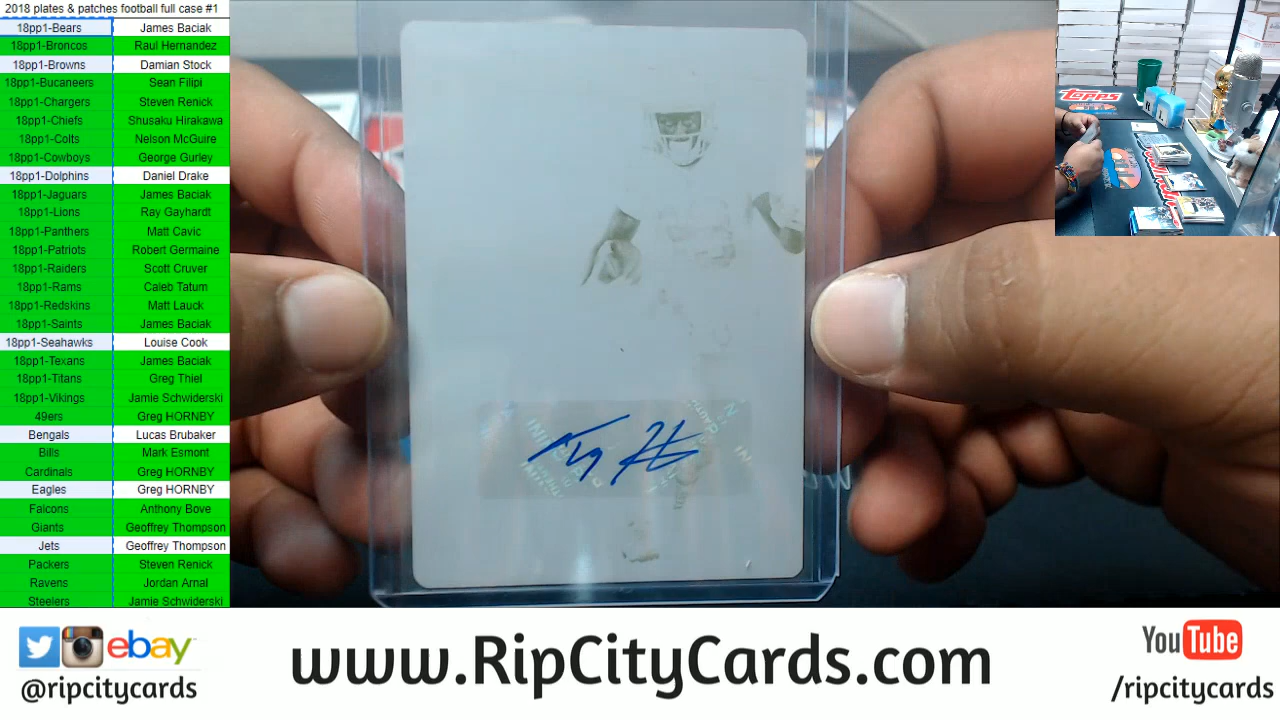 2018 plates & patches football full case #1
18pp1-Bears James Baciak
18pp1-Broncos Raul Hernandez
18pp1-Browns Damian Stock
18pp1-Bucaneers Sean Filipi
18pp1-Chargers Steven Renick
18pp1-Chiefs Shusaku Hirakawa
18pp1-Colts Nelson McGuire
18pp1-Cowboys George Gurley
18pp1-Dolphins Daniel Drake
18pp1-Jaguars James Baciak
18pp1-Lions Ray Gayhardt
18pp1-Panthers Matt Cavic
18pp1-Patriots Robert Germaine
18pp1-Raiders Scott Cruver
18pp1-Rams Caleb Tatum
18pp1-Redskins Matt Lauck
18pp1-Saints James Baciak
18pp1-Seahawks Louise Cook
18pp1-Texans James Baciak
18pp1-Titans Greg Thiel
18pp1-Vikings Jamie Schwiderski
49ers Greg HORNBY
Bengals Lucas Brubaker
Bills Mark Esmont
Cardinals Greg HORNBY
Eagles Greg HORNBY
Falcons Anthony Bove
Giants Geoffrey Thompson
Jets Geoffrey Thompson
Packers Steven Renick
Ravens Jordan Arnal
Steelers Jamie Schwiderski
topps
ebay
@ripcitycards
www.RipCityCards.com
YouTube
/ripcitycards